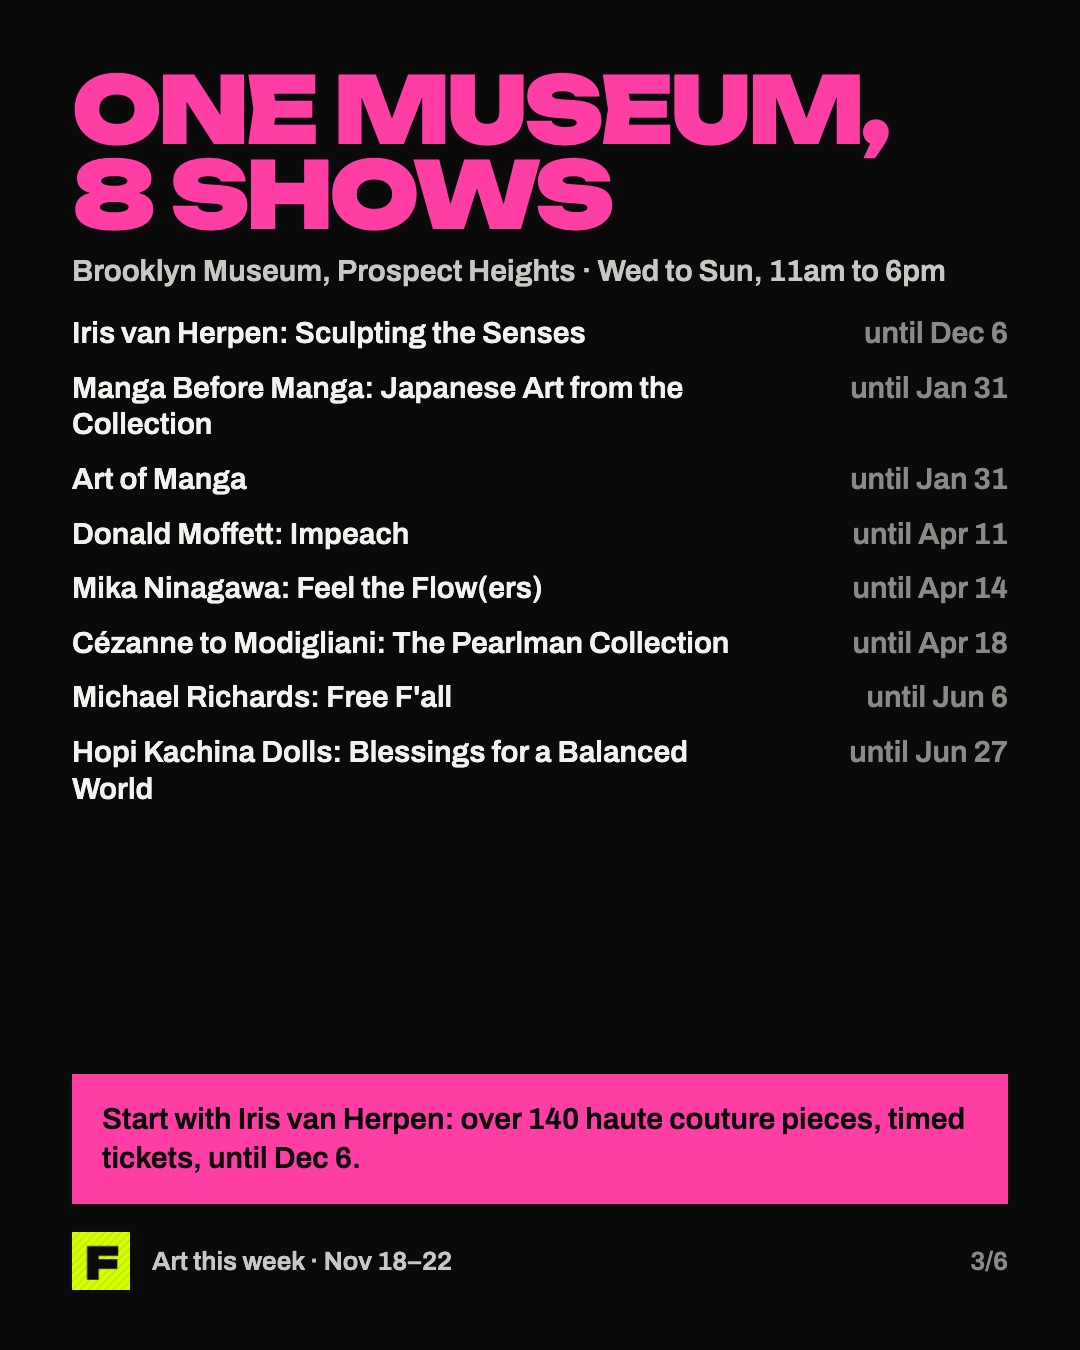 ONE MUSEUM,
8 SHOWS
Brooklyn Museum, Prospect Heights · Wed to Sun, 11am to 6pm
Iris van Herpen: Sculpting the Senses until Dec 6
Manga Before Manga: Japanese Art from the until Jan 31
Collection
Art of Manga until Jan 31
Donald Moffett: Impeach until Apr 11
Mika Ninagawa: Feel the Flow(ers) until Apr 14
Cézanne to Modigliani: The Pearlman Collection until Apr 18
Michael Richards: Free F'all until Jun 6
Hopi Kachina Dolls: Blessings for a Balanced until Jun 27
World
Start with Iris van Herpen: over 140 haute couture pieces, timed
tickets, until Dec 6.
F Art this week · Nov 18–22 3/6